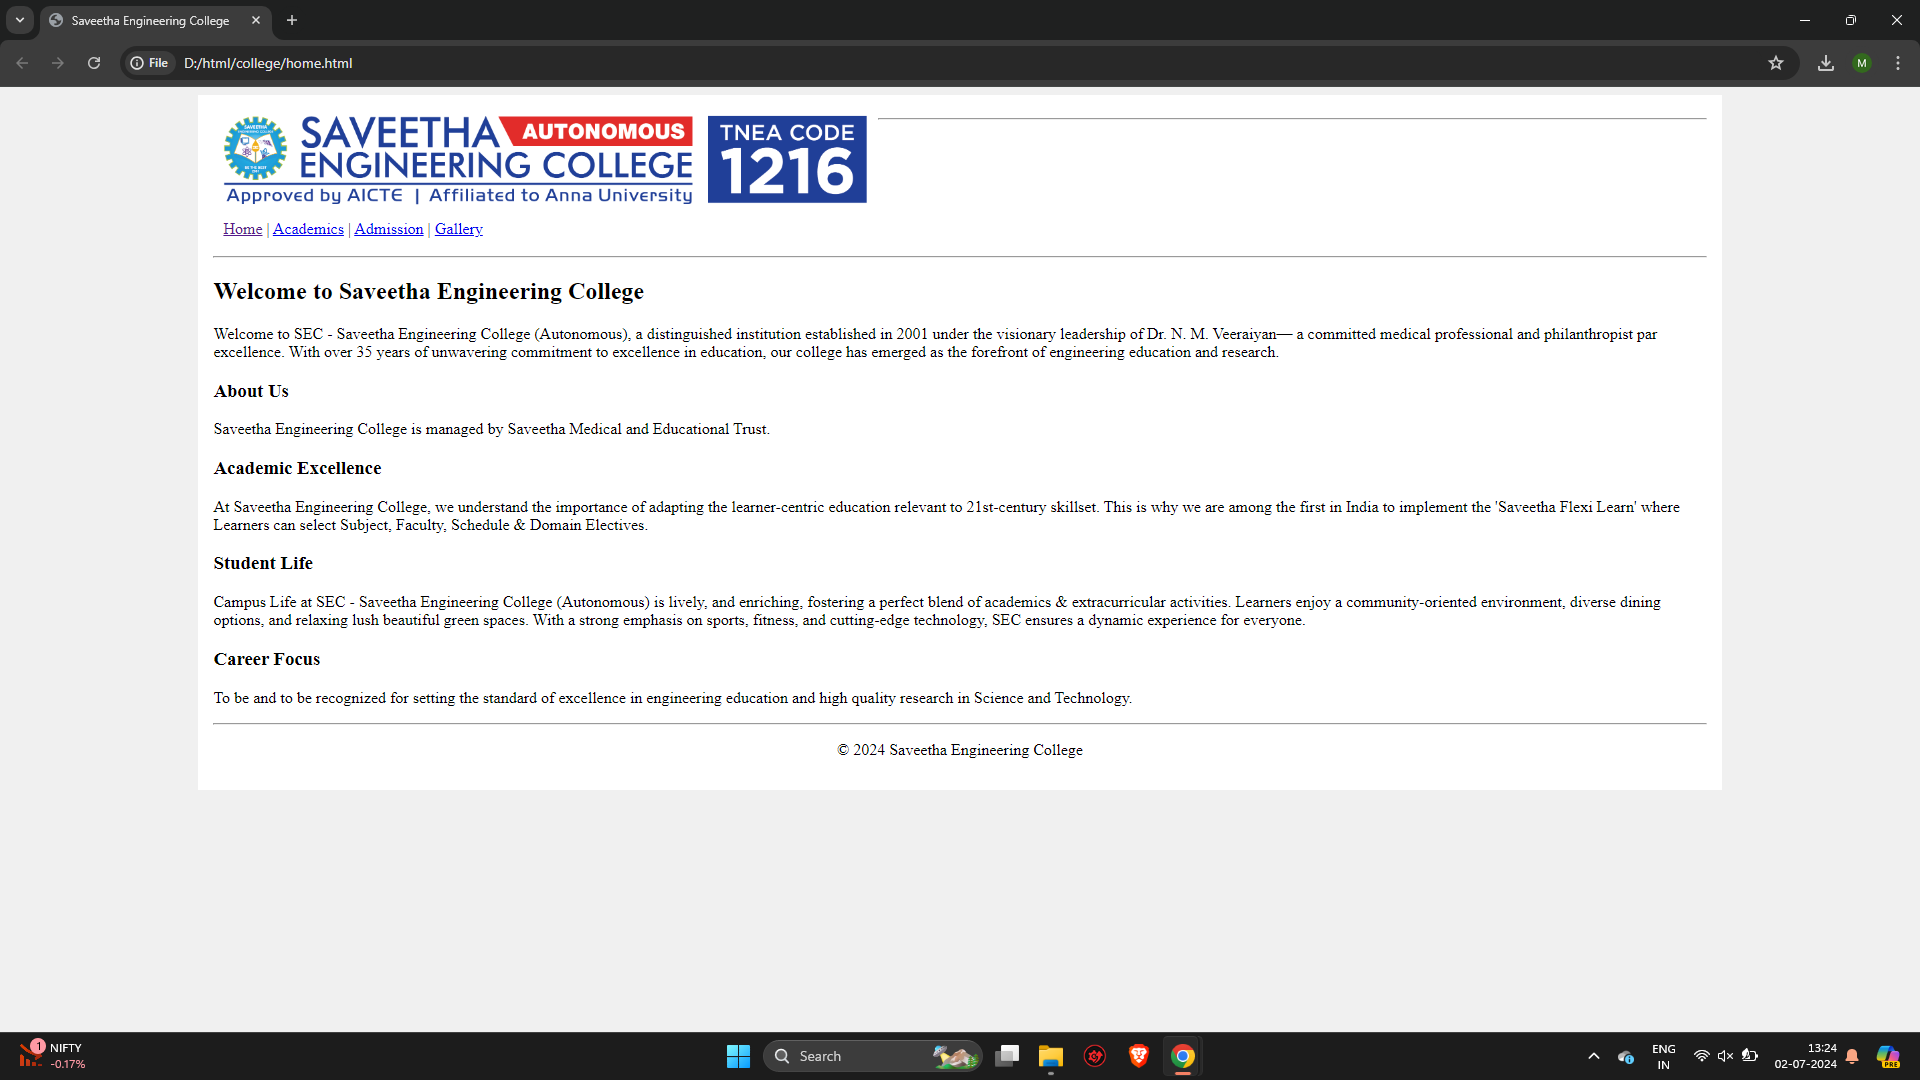 Saveetha Engineering College
File D:/html/college/home.html
M
SAVEETHA AUTONOMOUS
ENGINEERING COLLEGE
Approved by AICTE | Affiliated to Anna University
TNEA CODE
1216
Home | Academics | Admission | Gallery
Welcome to Saveetha Engineering College
Welcome to SEC - Saveetha Engineering College (Autonomous), a distinguished institution established in 2001 under the visionary leadership of Dr. N. M. Veeraiyan— a committed medical professional and philanthropist par
excellence. With over 35 years of unwavering commitment to excellence in education, our college has emerged as the forefront of engineering education and research.
About Us
Saveetha Engineering College is managed by Saveetha Medical and Educational Trust.
Academic Excellence
At Saveetha Engineering College, we understand the importance of adapting the learner-centric education relevant to 21st-century skillset. This is why we are among the first in India to implement the 'Saveetha Flexi Learn' where
Learners can select Subject, Faculty, Schedule & Domain Electives.
Student Life
Campus Life at SEC - Saveetha Engineering College (Autonomous) is lively, and enriching, fostering a perfect blend of academics & extracurricular activities. Learners enjoy a community-oriented environment, diverse dining
options, and relaxing lush beautiful green spaces. With a strong emphasis on sports, fitness, and cutting-edge technology, SEC ensures a dynamic experience for everyone.
Career Focus
To be and to be recognized for setting the standard of excellence in engineering education and high quality research in Science and Technology.
© 2024 Saveetha Engineering College
1
NIFTY
-0.17%
Search
ENG
IN
13:24
02-07-2024
PRE